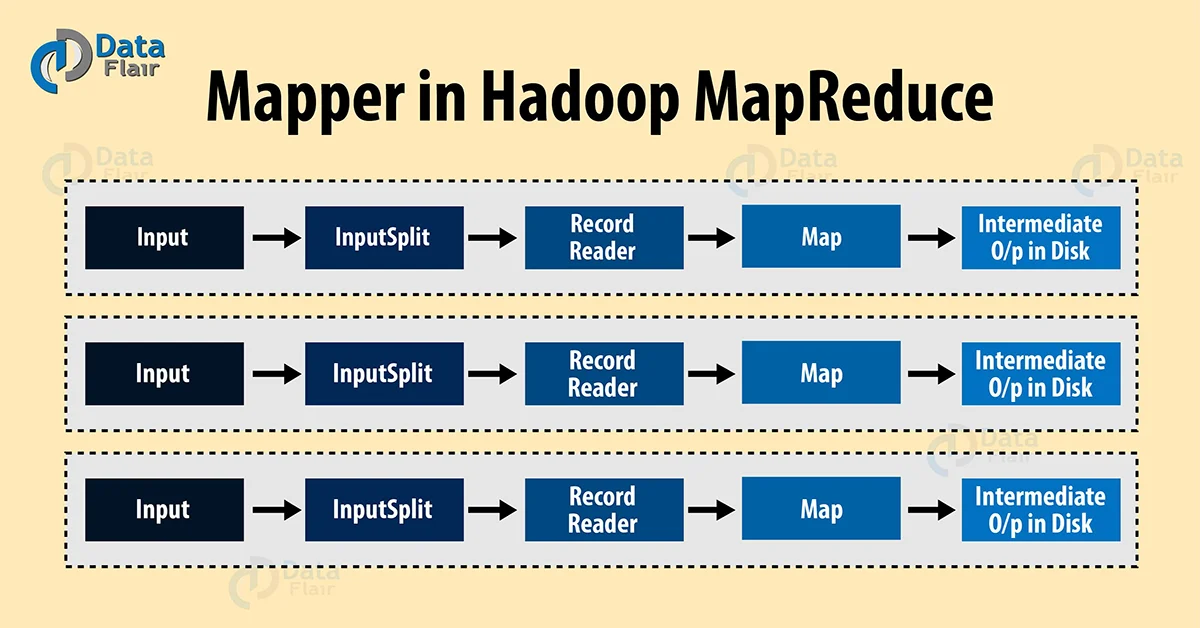 Data
Flair
Mapper in Hadoop MapReduce
Data
Flair
Data
Flair
Data
Flair
Input
InputSplit
Record
Reader
Map
Intermediate
O/p in Disk
Input
InputSplit
Record
Reader
Map
Intermediate
O/p in Disk
Data
Flair
Input
InputSplit
Record
Reader
Map
Intermediate
O/p in Disk
Data
Flair